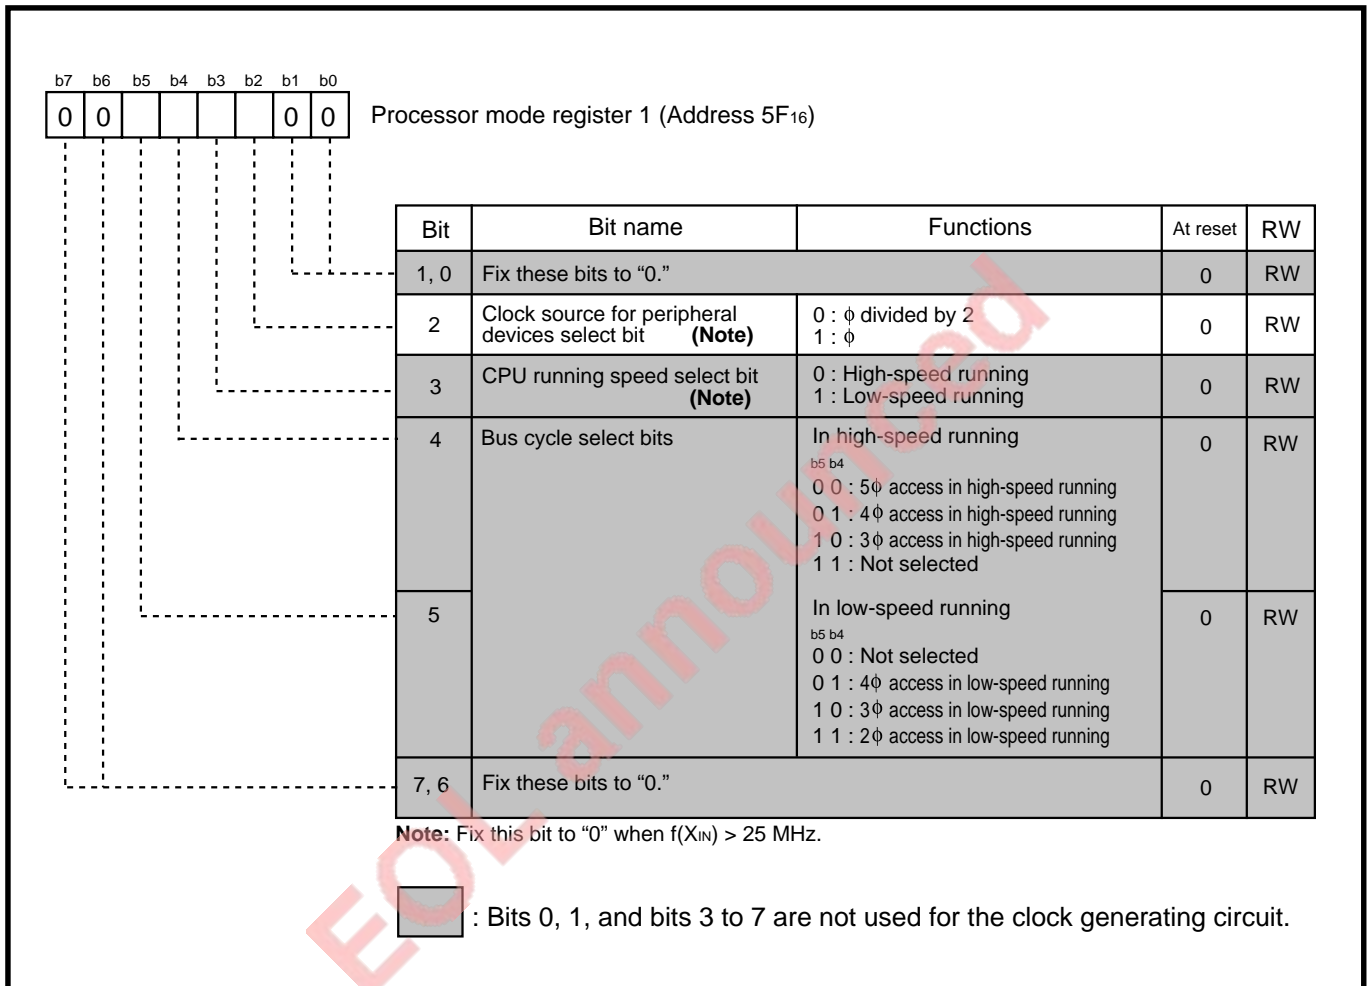 b7 b6 b5 b4 b3 b2 b1 b0
0 0 0 0 Processor mode register 1 (Address 5F16)
Bit Bit name Functions At reset RW
1, 0 Fix these bits to “0.” 0 RW
2 Clock source for peripheral devices select bit (Note) 0 : ϕ divided by 2 0 RW
1 : ϕ
3 CPU running speed select bit (Note) 0 : High-speed running 0 RW
1 : Low-speed running
4 Bus cycle select bits In high-speed running 0 RW
b5 b4
0 0 : 5ϕ access in high-speed running
0 1 : 4ϕ access in high-speed running
1 0 : 3ϕ access in high-speed running
1 1 : Not selected
5 In low-speed running 0 RW
b5 b4
0 0 : Not selected
0 1 : 4ϕ access in low-speed running
1 0 : 3ϕ access in low-speed running
1 1 : 2ϕ access in low-speed running
7, 6 Fix these bits to “0.” 0 RW
Note: Fix this bit to “0” when f(XIN) > 25 MHz.
: Bits 0, 1, and bits 3 to 7 are not used for the clock generating circuit.
EOL announced